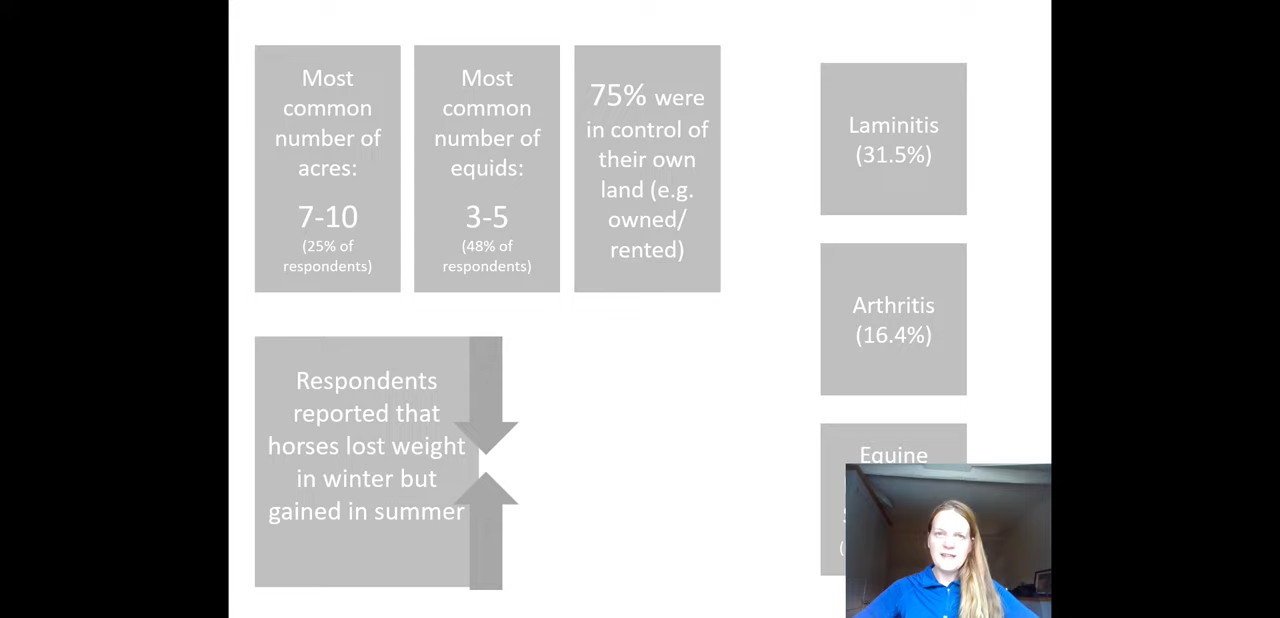 Most
common
number of
acres:
7-10
(25% of
respondents)
Most
common
number of
equids:
3-5
(48% of
respondents)
75% were
in control of
their own
land (e.g.
owned/
rented)
Respondents
reported that
horses lost weight
in winter but
gained in summer
Laminitis
(31.5%)
Arthritis
(16.4%)
Equine